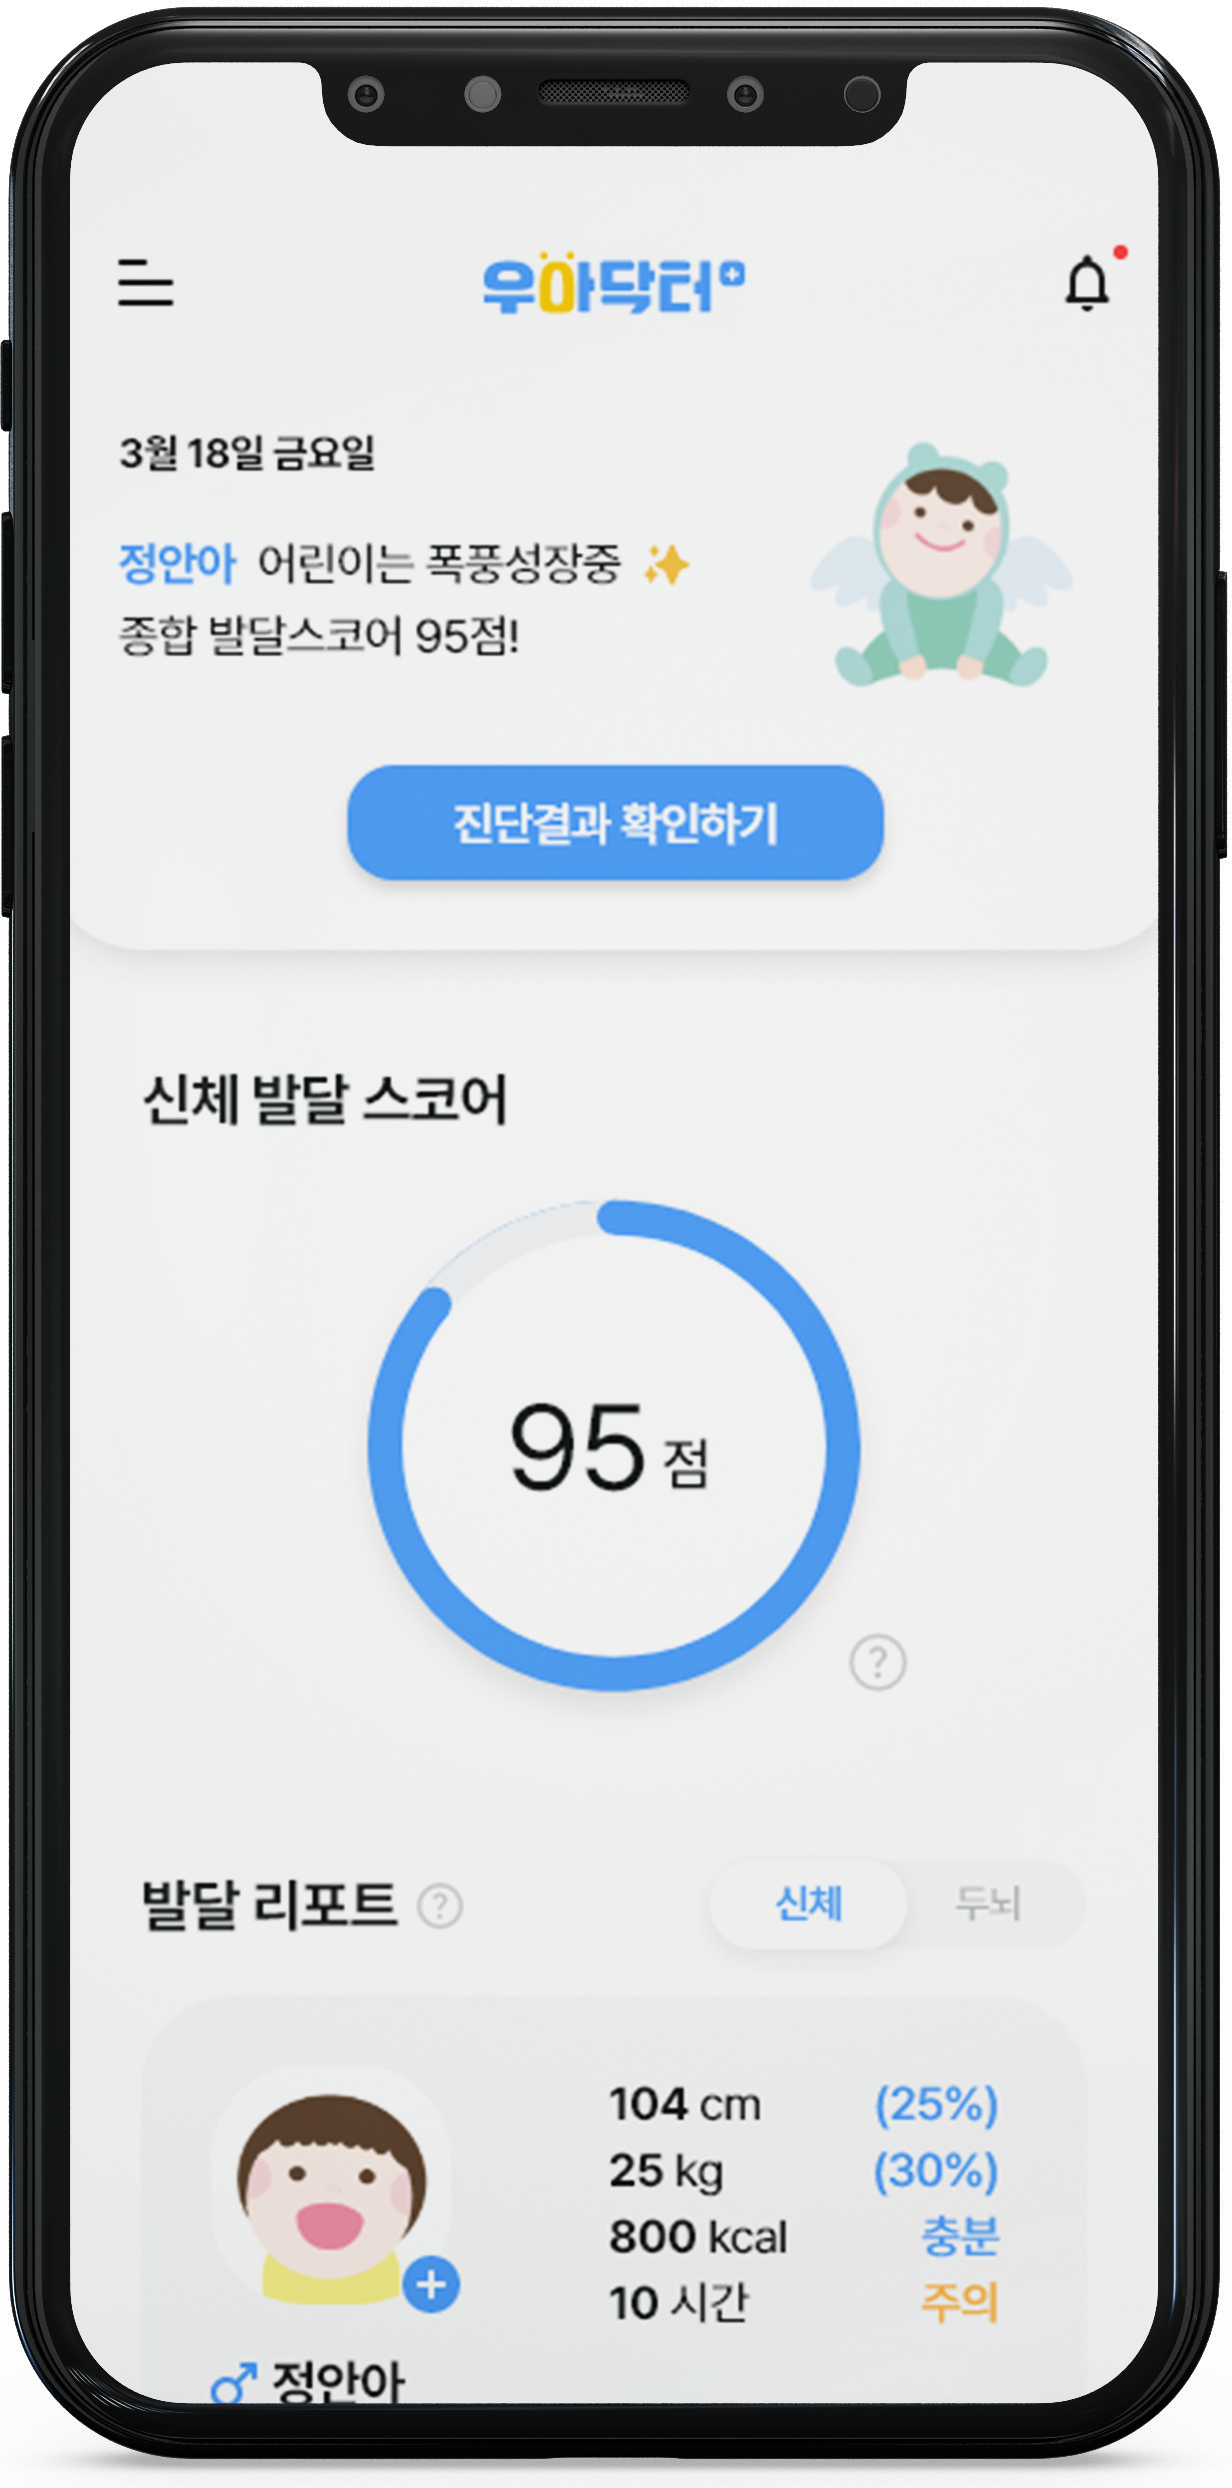 우아닥터
3월 18일 금요일
정안아 어린이는 폭풍성장중
종합 발달스코어 95점!
진단결과 확인하기
신체 발달 스코어
95 점
?
발달 리포트 ? 신체 두뇌
104 cm (25%)
25 kg (30%)
800 kcal 충분
10 시간 주의
정안아